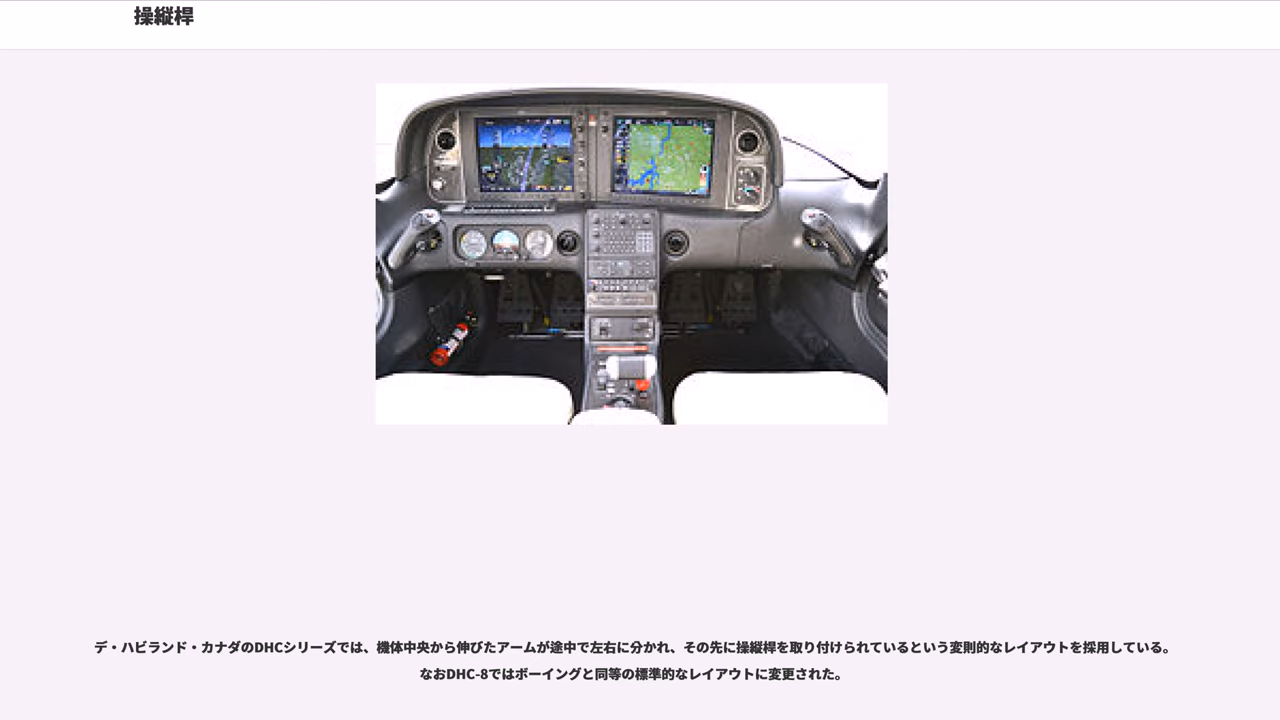 操縦桿
デ・ハビランド・カナダのDHCシリーズでは、機体中央から伸びたアームが途中で左右に分かれ、その先に操縦桿を取り付けられているという変則的なレイアウトを採用している。
なおDHC-8ではボーイングと同等の標準的なレイアウトに変更された。